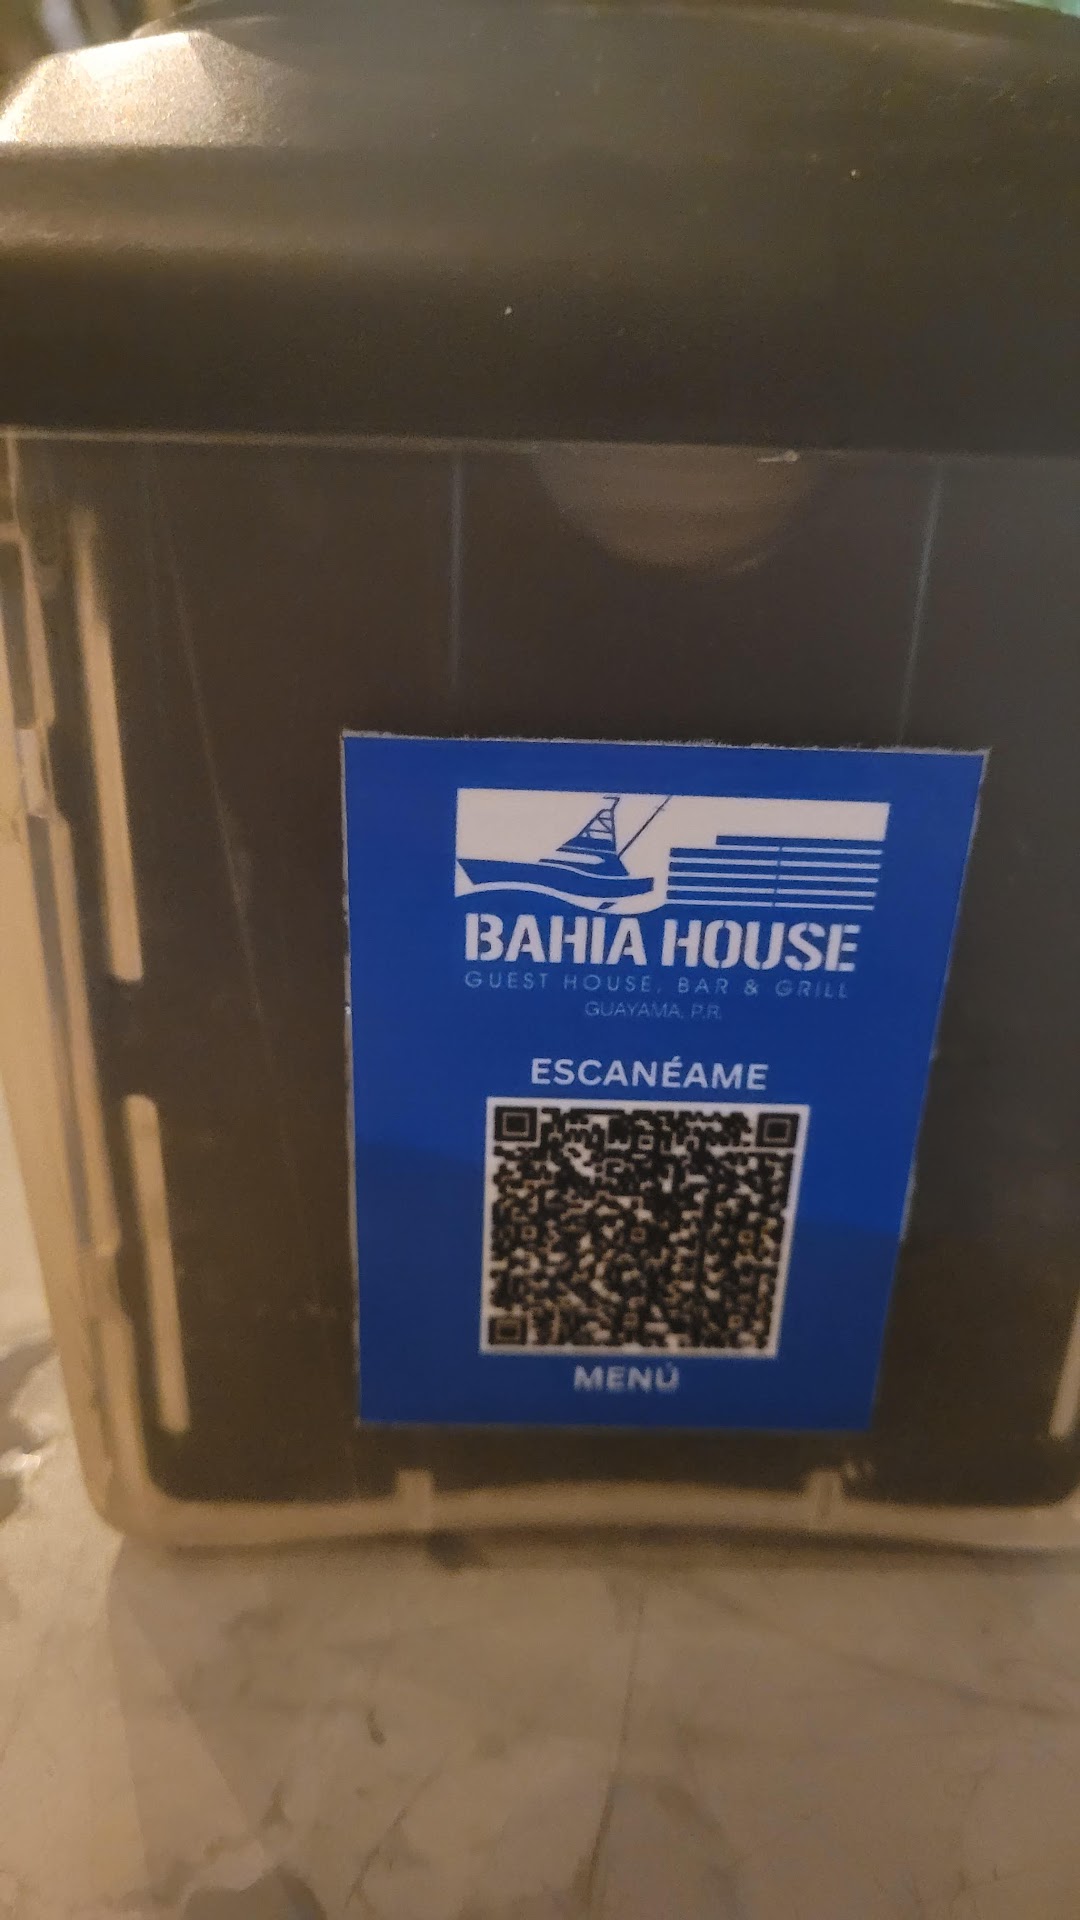 BAHIA HOUSE
GUEST HOUSE, BAR & GRILL
GUAYAMA, P.R.
ESCANÉAME
MENÚ